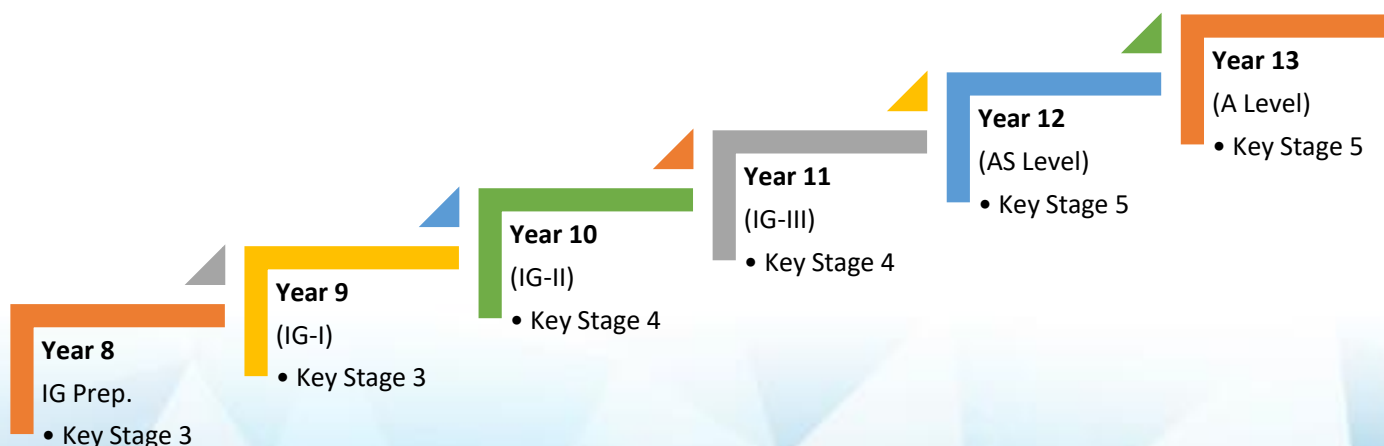 Year 8
IG Prep.
• Key Stage 3
Year 9
(IG-I)
• Key Stage 3
Year 10
(IG-II)
• Key Stage 4
Year 11
(IG-III)
• Key Stage 4
Year 12
(AS Level)
• Key Stage 5
Year 13
(A Level)
• Key Stage 5